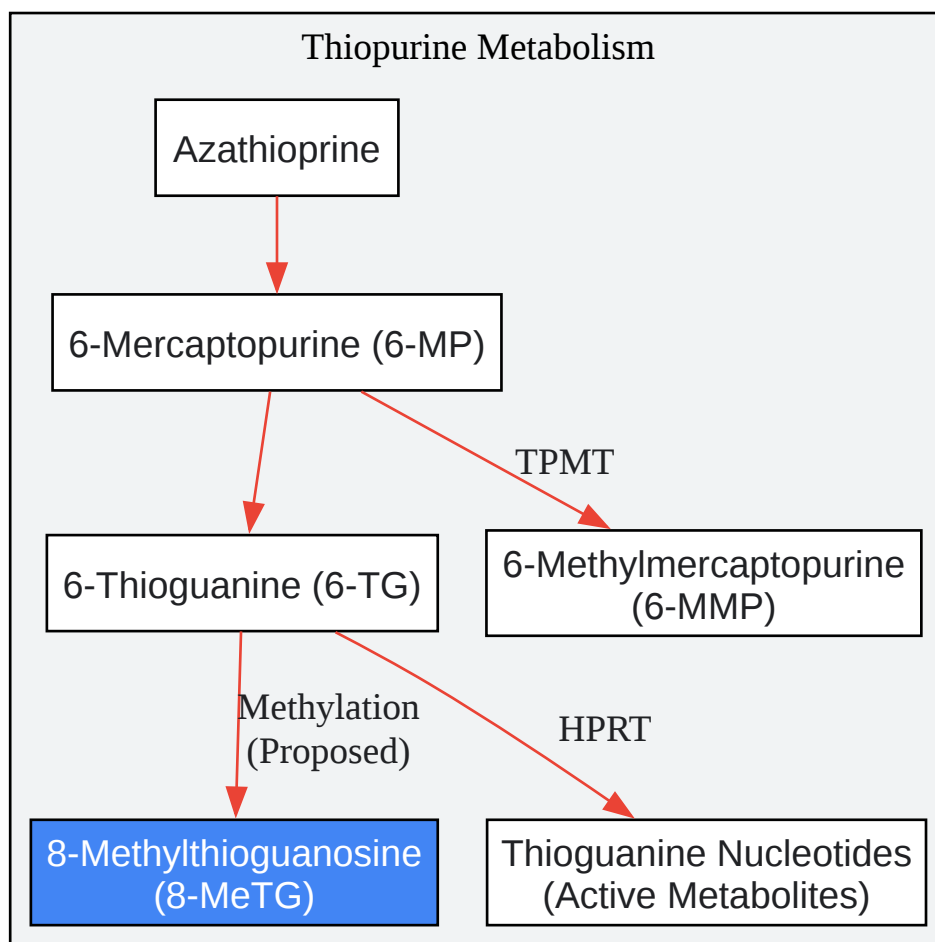 Thiopurine Metabolism
Azathioprine
6-Mercaptopurine (6-MP)
TPMT
6-Thioguanine (6-TG)
6-Methylmercaptopurine
(6-MMP)
Methylation
(Proposed)
HPRT
8-Methylthioguanosine
(8-MeTG)
Thioguanine Nucleotides
(Active Metabolites)